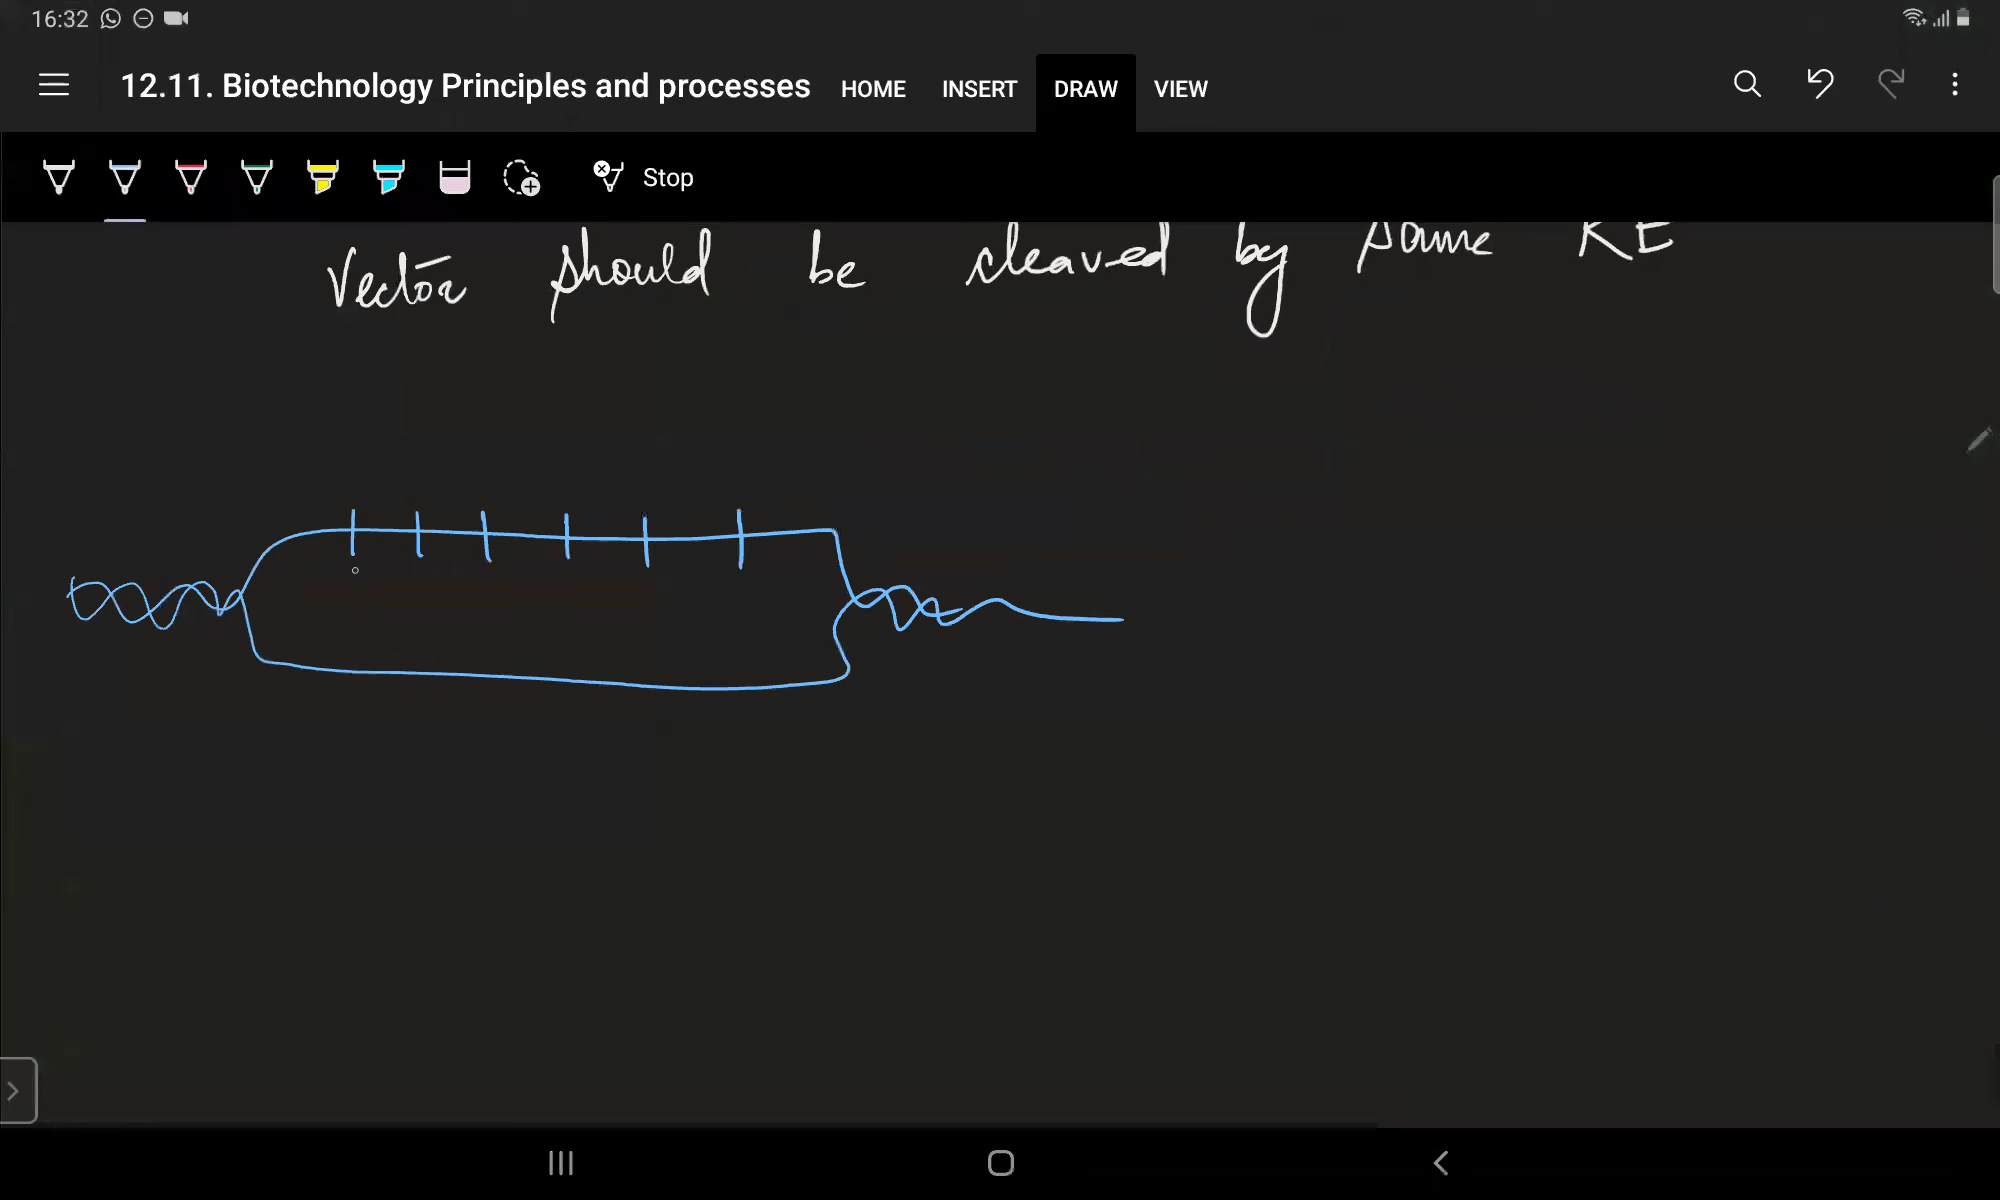 16:32
12.11. Biotechnology Principles and processes HOME INSERT DRAW VIEW
Stop
Vector should be cleaved by same RE